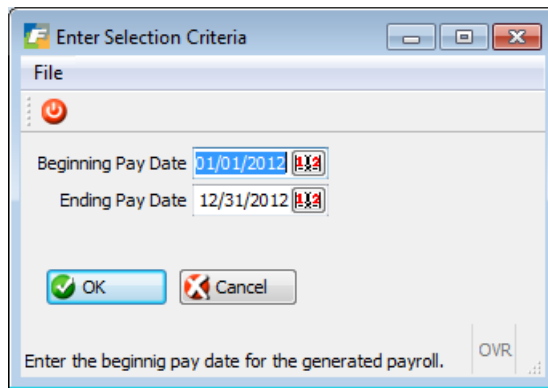 Enter Selection Criteria
File
Beginning Pay Date 01/01/2012
Ending Pay Date 12/31/2012
OK Cancel
Enter the beginnig pay date for the generated payroll. OVR